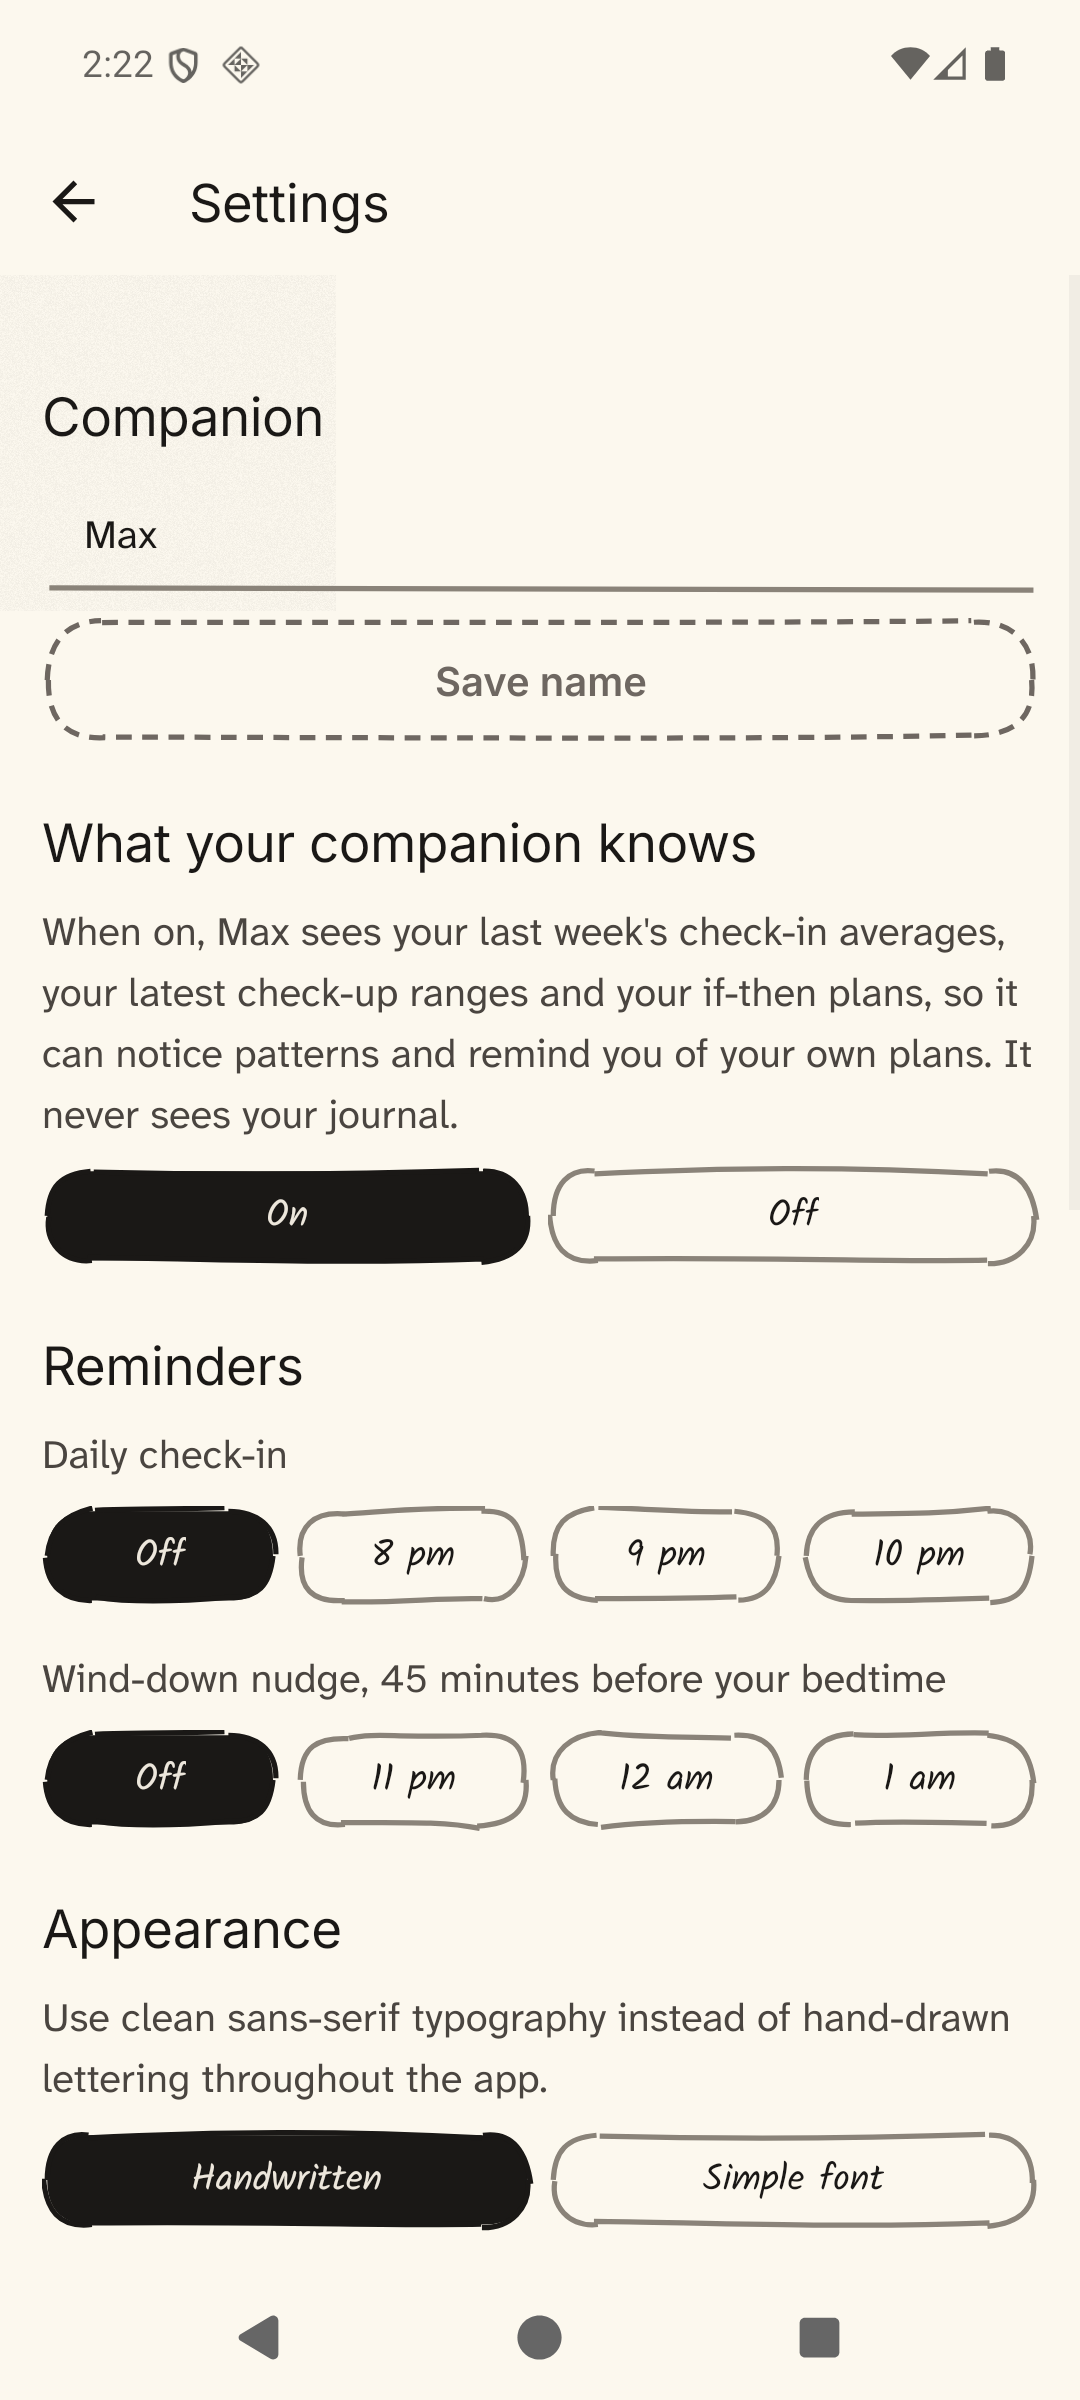 2:22
Settings
Companion
Max
Save name
What your companion knows
When on, Max sees your last week's check-in averages,
your latest check-up ranges and your if-then plans, so it
can notice patterns and remind you of your own plans. It
never sees your journal.
On Off
Reminders
Daily check-in
Off 8 pm 9 pm 10 pm
Wind-down nudge, 45 minutes before your bedtime
Off 11 pm 12 am 1 am
Appearance
Use clean sans-serif typography instead of hand-drawn
lettering throughout the app.
Handwritten Simple font